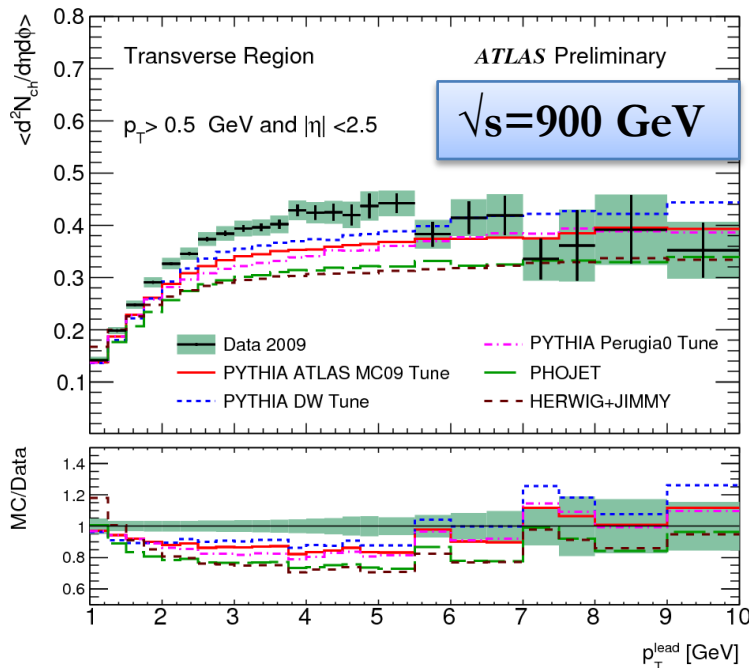 <d²N_ch/dηdϕ>
0.8
0.7
0.6
0.5
0.4
0.3
0.2
0.1
Transverse Region
ATLAS Preliminary
p_T> 0.5 GeV and |η| <2.5
√s=900 GeV
Data 2009
PYTHIA ATLAS MC09 Tune
PYTHIA DW Tune
PYTHIA Perugia0 Tune
PHOJET
HERWIG+JIMMY
MC/Data
1.4
1.2
1.0
0.8
0.6
1 2 3 4 5 6 7 8 9 10
p_T^lead [GeV]